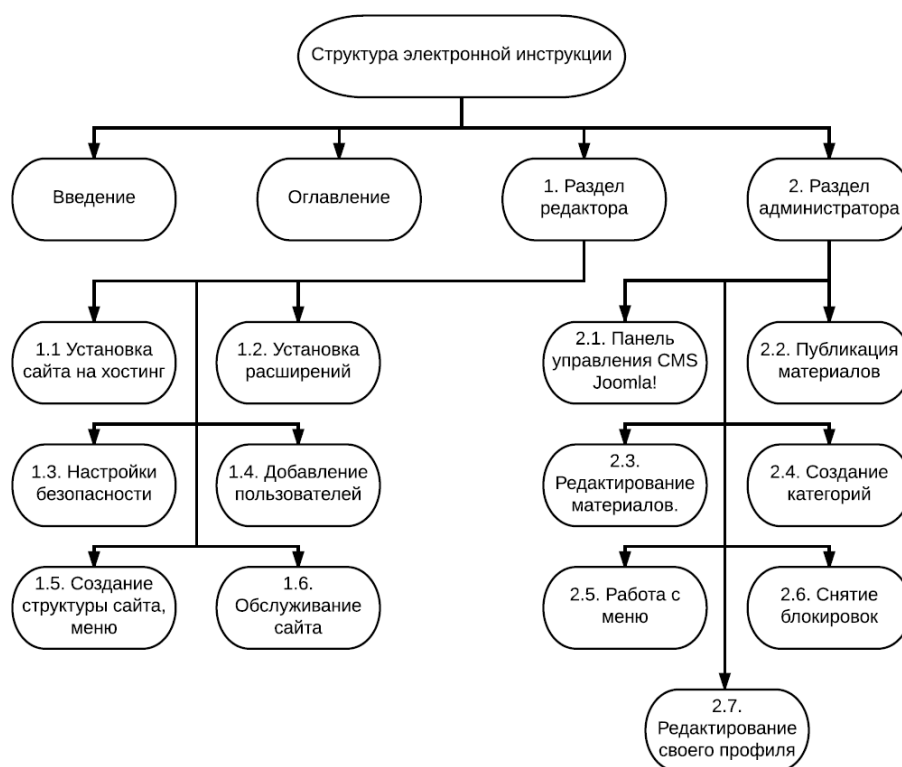 Структура электронной инструкции
Введение
Оглавление
1. Раздел
редактора
2. Раздел
администратора
1.1 Установка
сайта на хостинг
1.2. Установка
расширений
2.1. Панель
управления CMS
Joomla!
2.2. Публикация
материалов
1.3. Настройки
безопасности
1.4. Добавление
пользователей
2.3.
Редактирование
материалов.
2.4. Создание
категорий
1.5. Создание
структуры сайта,
меню
1.6.
Обслуживание
сайта
2.5. Работа с
меню
2.6. Снятие
блокировок
2.7.
Редактирование
своего профиля